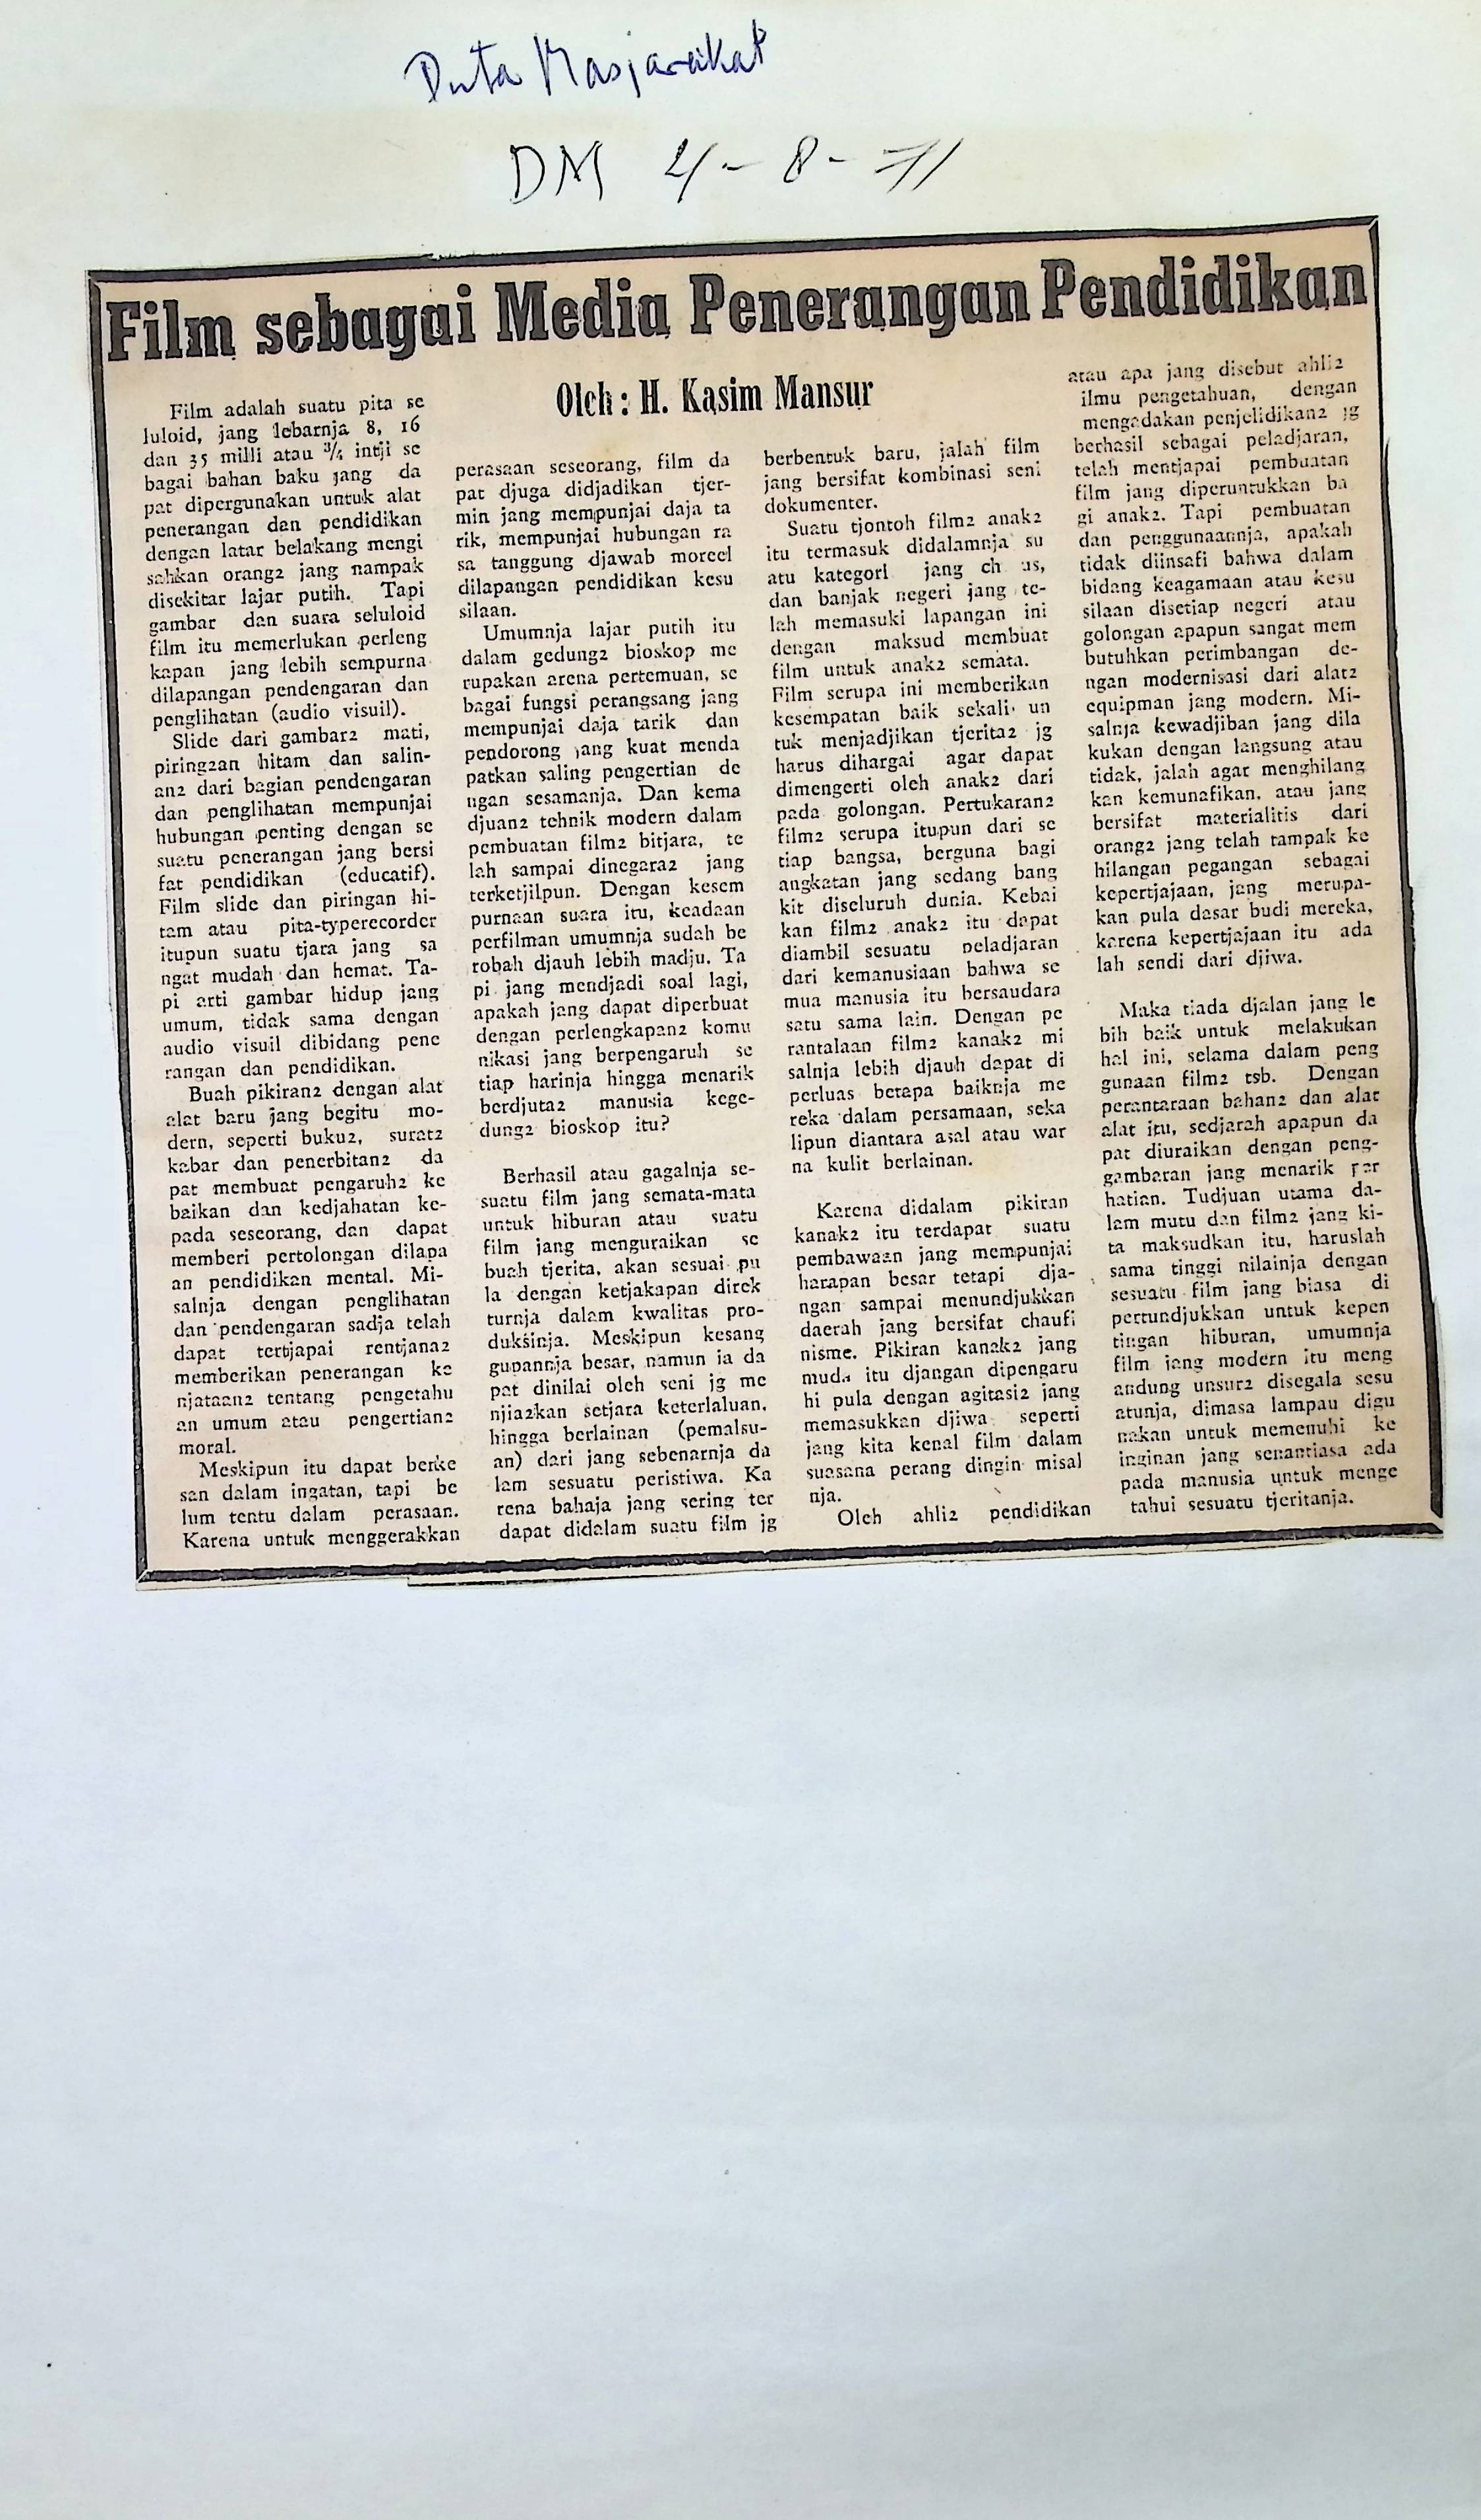 Duta Masjarakat
DM 4-8-71
Film sebagai Media Penerangan Pendidikan
Oleh : H. Kasim Mansur
Film adalah suatu pita se
luloid, jang lebarnja 8, 16
dan 35 milli atau ¾ intji se
bagai bahan baku jang da
pat dipergunakan untuk alat
penerangan dan pendidikan
dengan latar belakang mengi
sahkan orang2 jang nampak
disekitar lajar putih. Tapi
gambar dan suara seluloid
film itu memerlukan perleng
kapan jang lebih sempurna
dilapangan pendengaran dan
penglihatan (audio visuil).
Slide dari gambar2 mati,
piring2an hitam dan salin-
an2 dari bagian pendengaran
dan penglihatan mempunjai
hubungan penting dengan se
suatu penerangan jang bersi
fat pendidikan (educatif).
Film slide dan piringan hi-
tam atau pita-typerecorder
itupun suatu tjara jang sa
ngat mudah dan hemat. Ta-
pi arti gambar hidup jang
umum, tidak sama dengan
audio visuil dibidang pene
rangan dan pendidikan.
Buah pikiran2 dengan alat
alat baru jang begitu mo-
dern, seperti buku2, surat2
kabar dan penerbitan2 da
pat membuat pengaruh2 ke
baikan dan kedjahatan ke-
pada seseorang, dan dapat
memberi pertolongan dilapa
an pendidikan mental. Mi-
salnja dengan penglihatan
dan pendengaran sadja telah
dapat tertjapai rentjana2
memberikan penerangan ke
njataan2 tentang pengetahu
an umum atau pengertian2
moral.
Meskipun itu dapat berke
san dalam ingatan, tapi be
lum tentu dalam perasaan.
Karena untuk menggerakkan
perasaan seseorang, film da
pat djuga didjadikan tjer-
min jang mempunjai daja ta
rik, mempunjai hubungan ra
sa tanggung djawab moreel
dilapangan pendidikan kesu
silaan.
Umumnja lajar putih itu
dalam gedung2 bioskop me
rupakan arena pertemuan, se
bagai fungsi perangsang jang
mempunjai daja tarik dan
pendorong jang kuat menda
patkan saling pengertian de
ngan sesamanja. Dan kema
djuan2 tehnik modern dalam
pembuatan film2 bitjara, te
lah sampai dinegara2 jang
terketjilpun. Dengan kesem
purnaan suara itu, keadaan
perfilman umumnja sudah be
robah djauh lebih madju. Ta
pi jang mendjadi soal lagi,
apakah jang dapat diperbuat
dengan perlengkapan2 komu
nikasi jang berpengaruh se
tiap harinja hingga menarik
berdjuta2 manusia kege-
dung2 bioskop itu?
Berhasil atau gagalnja se-
suatu film jang semata-mata
untuk hiburan atau suatu
film jang menguraikan se
buah tjerita, akan sesuai pu
la dengan ketjakapan direk
turnja dalam kwalitas pro-
duksinja. Meskipun kesang
gupannja besar, namun ia da
pat dinilai oleh seni jg me
njia2kan setjara keterlaluan,
hingga berlainan (pemalsu-
an) dari jang sebenarnja da
lam sesuatu peristiwa. Ka
rena bahaja jang sering ter
dapat didalam suatu film jg
berbentuk baru, jalah film
jang bersifat kombinasi seni
dokumenter.
Suatu tjontoh film2 anak2
itu termasuk didalamnja su
atu kategori jang ch us,
dan banjak negeri jang te-
lah memasuki lapangan ini
dengan maksud membuat
film untuk anak2 semata.
Film serupa ini memberikan
kesempatan baik sekali un
tuk menjadjikan tjerita2 jg
harus dihargai agar dapat
dimengerti oleh anak2 dari
pada golongan. Pertukaran2
film2 serupa itupun dari se
tiap bangsa, berguna bagi
angkatan jang sedang bang
kit diseluruh dunia. Kebai
kan film2 anak2 itu dapat
diambil sesuatu peladjaran
dari kemanusiaan bahwa se
mua manusia itu bersaudara
satu sama lain. Dengan pe
rantalaan film2 kanak2 mi
salnja lebih djauh dapat di
perluas betapa baiknja me
reka dalam persamaan, seka
lipun diantara asal atau war
na kulit berlainan.
Karena didalam pikiran
kanak2 itu terdapat suatu
pembawaan jang mempunjai
harapan besar tetapi dja-
ngan sampai menundjukkan
daerah jang bersifat chaufi
nisme. Pikiran kanak2 jang
muda itu djangan dipengaru
hi pula dengan agitasi2 jang
memasukkan djiwa seperti
jang kita kenal film dalam
suasana perang dingin misal
nja.
Oleh ahli2 pendidikan
atau apa jang disebut ahli2
ilmu pengetahuan, dengan
mengadakan penjelidikan2 jg
berhasil sebagai peladjaran,
telah mentjapai pembuatan
film jang diperuntukkan ba
gi anak2. Tapi pembuatan
dan penggunaannja, apakah
tidak diinsafi bahwa dalam
bidang keagamaan atau kesu
silaan disetiap negeri atau
golongan apapun sangat mem
butuhkan perimbangan de-
ngan modernisasi dari alat2
equipman jang modern. Mi-
salnja kewadjiban jang dila
kukan dengan langsung atau
tidak, jalah agar menghilang
kan kemunafikan. atau jang
bersifat materialitis dari
orang2 jang telah tampak ke
hilangan pegangan sebagai
kepertjajaan, jang merupa-
kan pula dasar budi mereka,
karena kepertjajaan itu ada
lah sendi dari djiwa.
Maka tiada djalan jang le
bih baik untuk melakukan
hal ini, selama dalam peng
gunaan film2 tsb. Dengan
perantaraan bahan2 dan alat
alat itu, sedjarah apapun da
pat diuraikan dengan peng-
gambaran jang menarik per
hatian. Tudjuan utama da-
lam mutu dan film2 jang ki-
ta maksudkan itu, haruslah
sama tinggi nilainja dengan
sesuatu film jang biasa di
pertundjukkan untuk kepen
tingan hiburan, umumnja
film jang modern itu meng
andung unsur2 disegala sesu
atunja, dimasa lampau digu
nakan untuk memenuhi ke
inginan jang senantiasa ada
pada manusia untuk menge
tahui sesuatu tjeritanja.